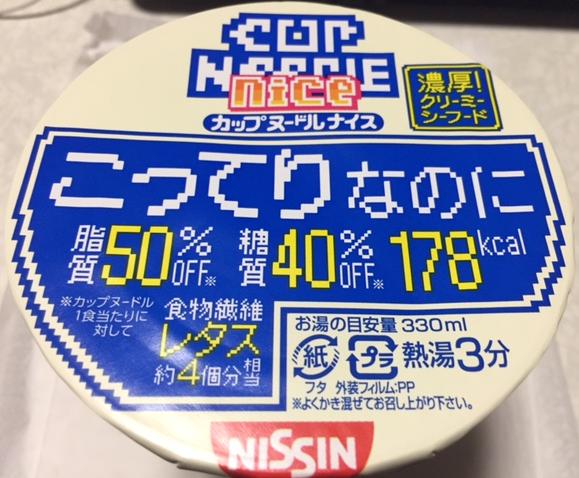 CUP
NOODLE
nice
カップヌードルナイス
濃厚!
クリーミー
シーフード
こってりなのに
脂質50%OFF※ 糖質40%OFF※ 178kcal
※カップヌードル
1食当たりに
対して
食物繊維
レタス
約4個分相当
お湯の目安量 330ml
紙 プラ 熱湯3分
フタ 外装フィルム:PP
※よくかき混ぜてお召し上がり下さい。
NISSIN